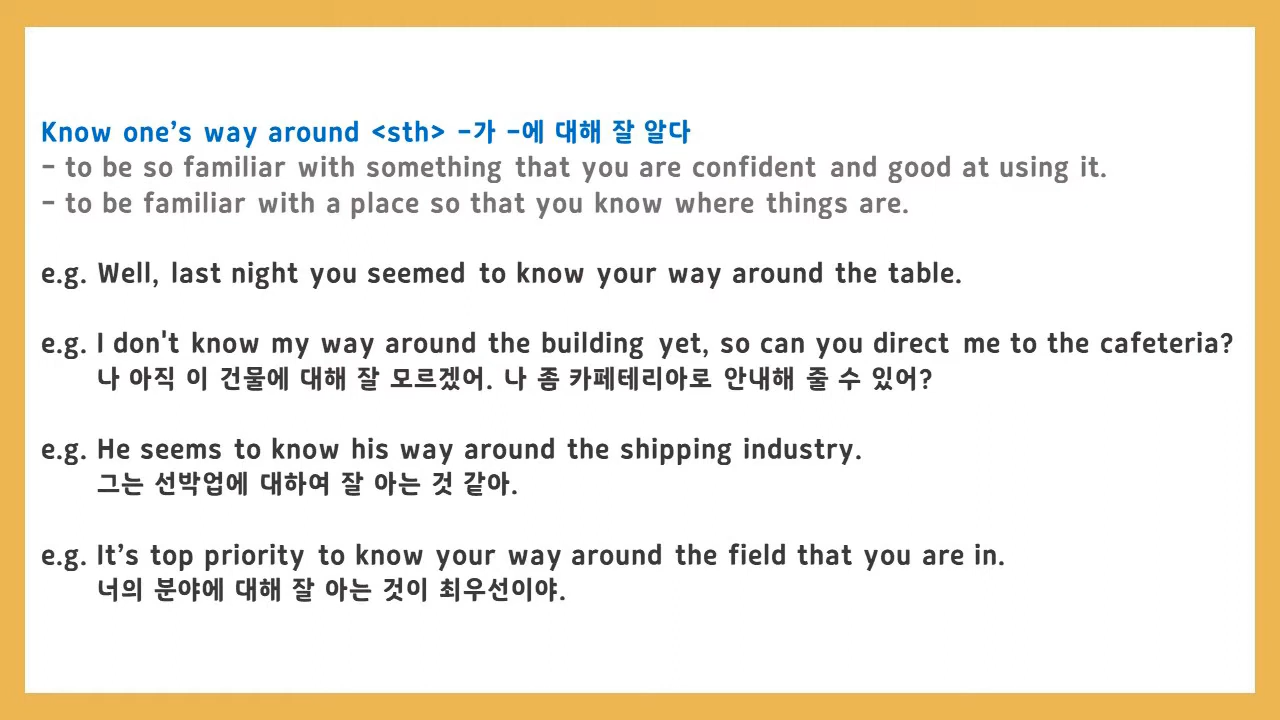 Know one’s way around <sth> -가 -에 대해 잘 알다
- to be so familiar with something that you are confident and good at using it.
- to be familiar with a place so that you know where things are.
e.g. Well, last night you seemed to know your way around the table.
e.g. I don't know my way around the building yet, so can you direct me to the cafeteria?
나 아직 이 건물에 대해 잘 모르겠어. 나 좀 카페테리아로 안내해 줄 수 있어?
e.g. He seems to know his way around the shipping industry.
그는 선박업에 대하여 잘 아는 것 같아.
e.g. It’s top priority to know your way around the field that you are in.
너의 분야에 대해 잘 아는 것이 최우선이야.